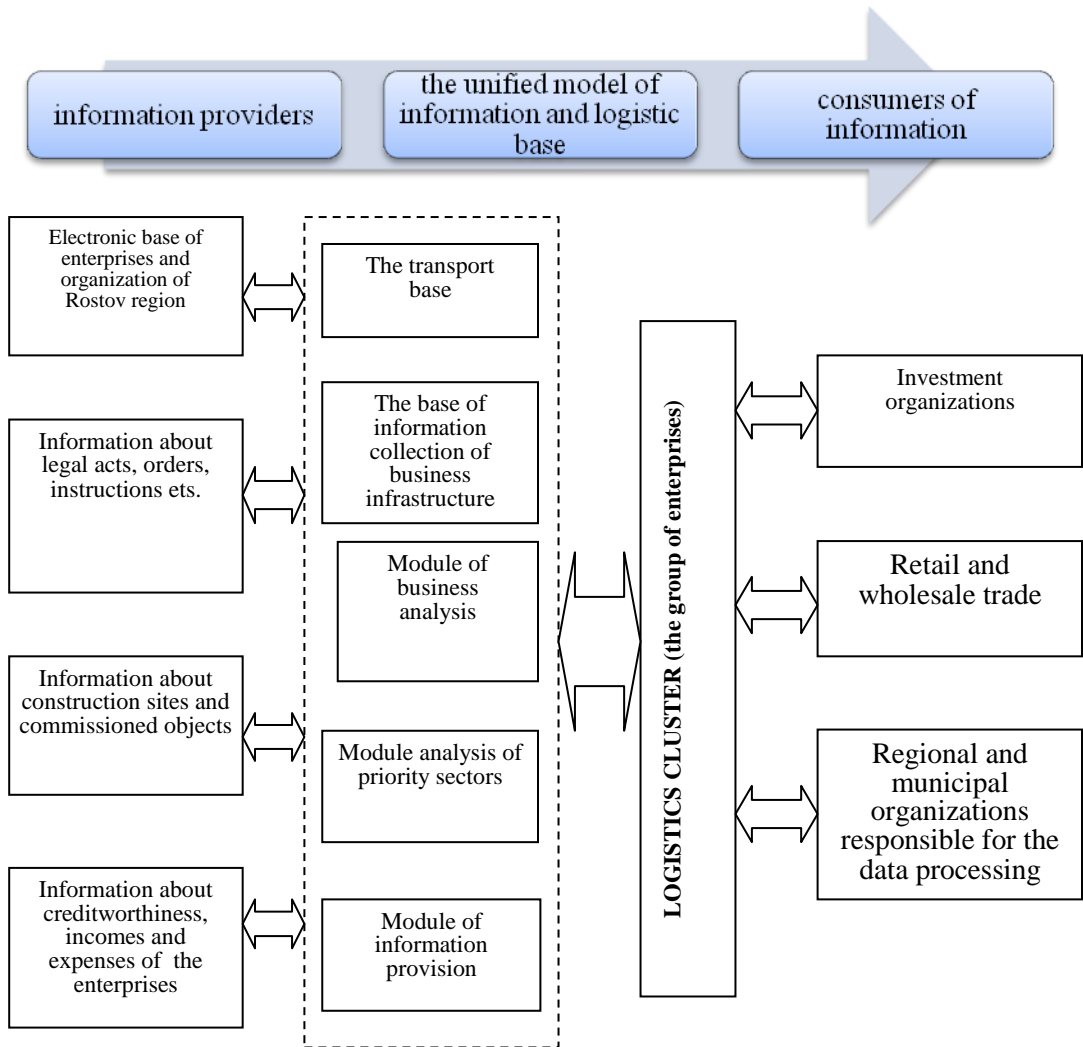 information providers
the unified model of
information and logistic
base
consumers of
information
Electronic base of
enterprises and
organization of
Rostov region
Information about
legal acts, orders,
instructions ets.
Information about
construction sites and
commissioned objects
Information about
creditworthiness,
incomes and
expenses of the
enterprises
The transport
base
The base of
information
collection of
business
infrastructure
Module of
business
analysis
Module analysis of
priority sectors
Module of
information
provision
LOGISTICS CLUSTER (the group of enterprises)
Investment
organizations
Retail and
wholesale trade
Regional and
municipal
organizations
responsible for the
data processing